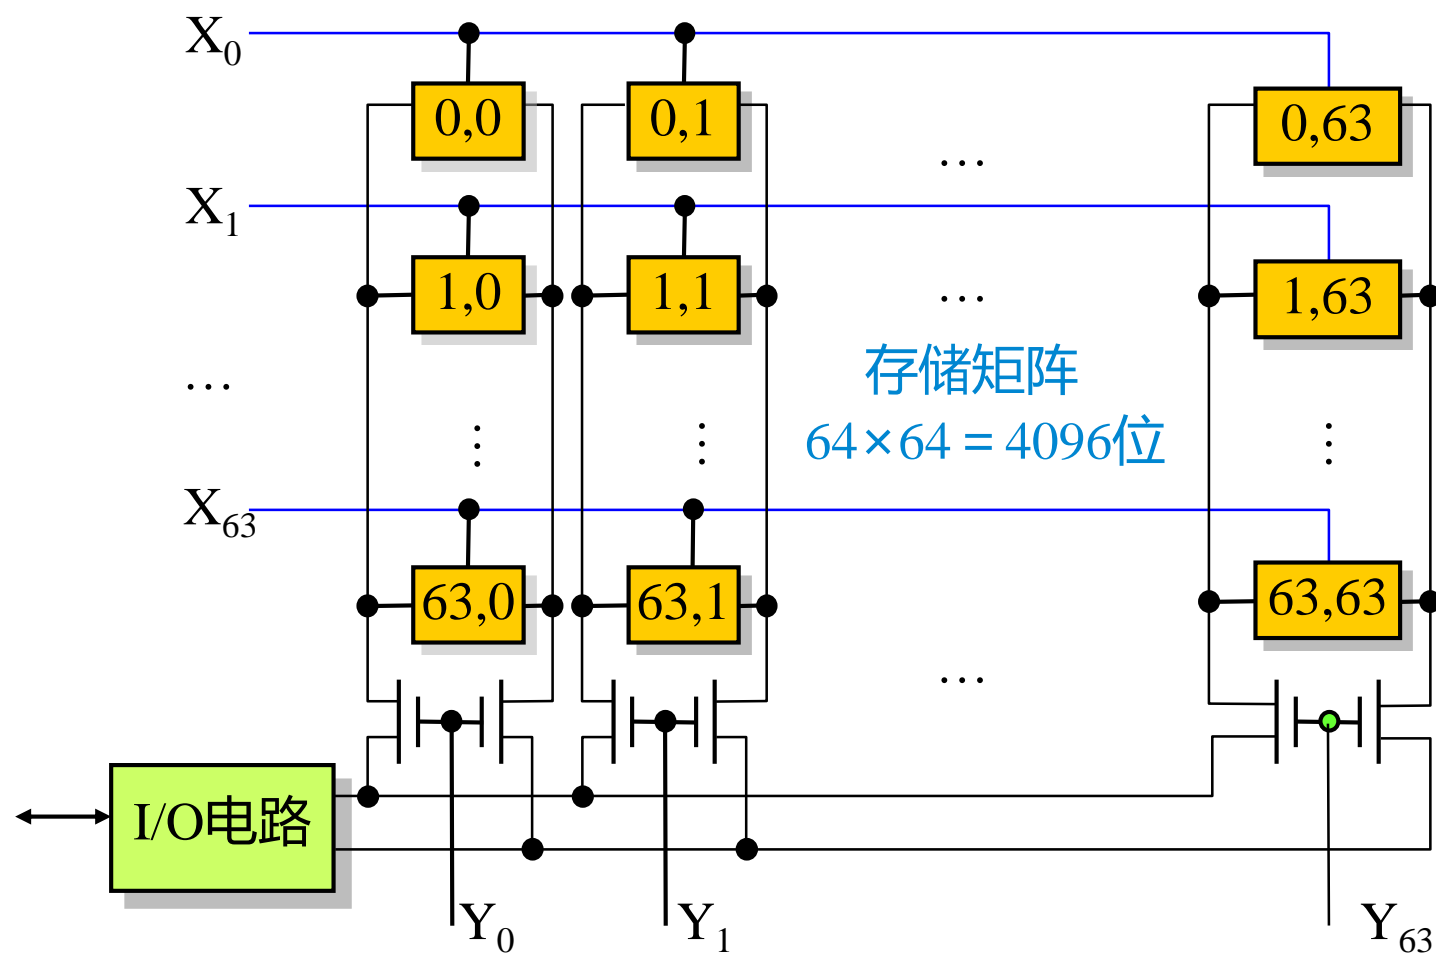 X₀
0,0 0,1 … 0,63
X₁
1,0 1,1 … 1,63
存储矩阵
…
64×64 = 4096位
⋮ ⋮ ⋮
X₆₃
63,0 63,1 63,63
…
I/O电路
Y₀ Y₁ Y₆₃